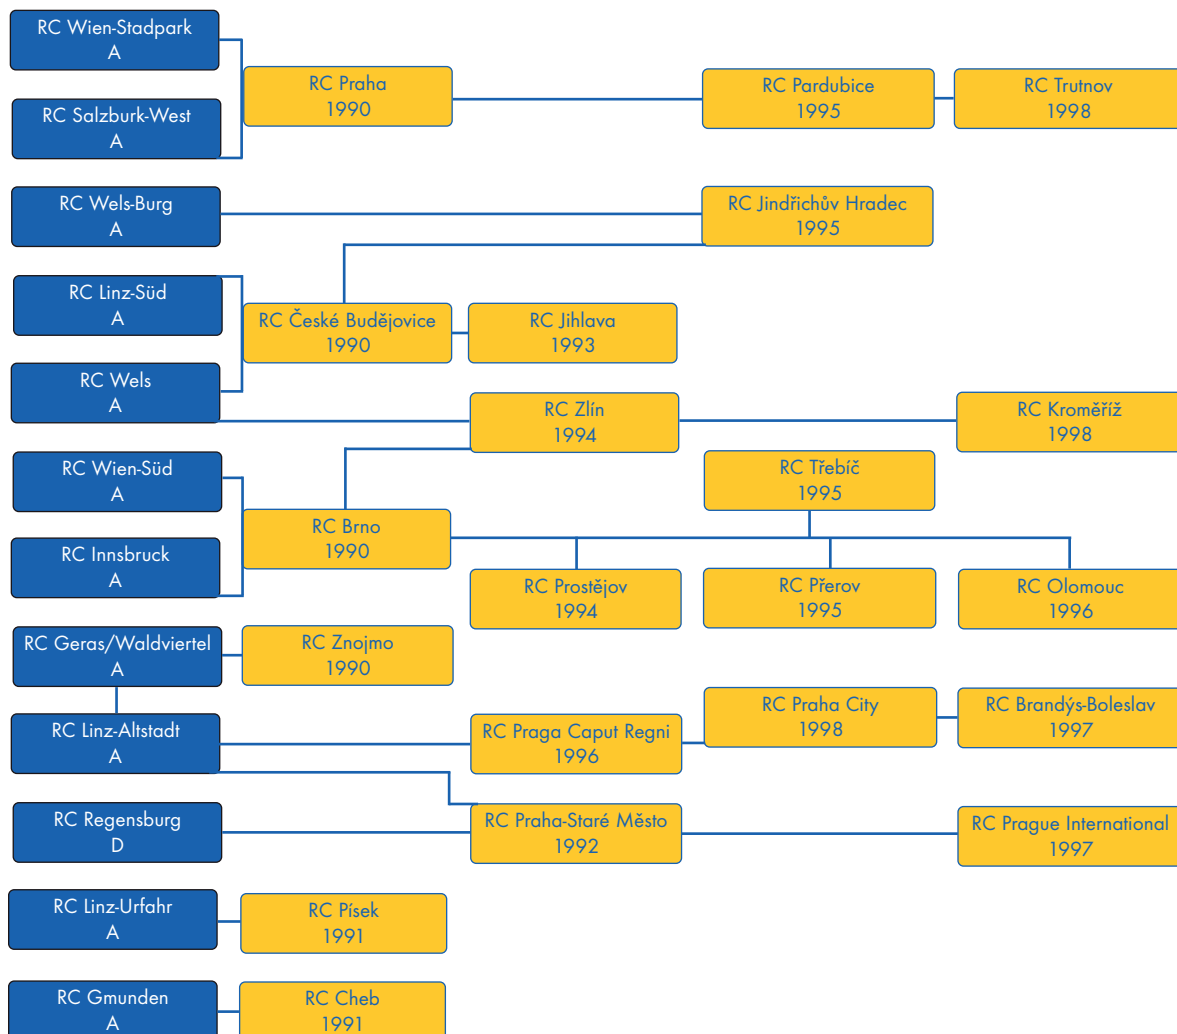 RC Wien-Stadpark
A
RC Praha
1990
RC Pardubice
1995
RC Trutnov
1998
RC Salzburk-West
A
RC Wels-Burg
A
RC Jindřichův Hradec
1995
RC Linz-Süd
A
RC České Budějovice
1990
RC Jihlava
1993
RC Wels
A
RC Zlín
1994
RC Kroměříž
1998
RC Wien-Süd
A
RC Třebíč
1995
RC Brno
1990
RC Innsbruck
A
RC Prostějov
1994
RC Přerov
1995
RC Olomouc
1996
RC Geras/Waldviertel
A
RC Znojmo
1990
RC Linz-Altstadt
A
RC Praga Caput Regni
1996
RC Praha City
1998
RC Brandýs-Boleslav
1997
RC Regensburg
D
RC Praha-Staré Město
1992
RC Prague International
1997
RC Linz-Urfahr
A
RC Písek
1991
RC Gmunden
A
RC Cheb
1991